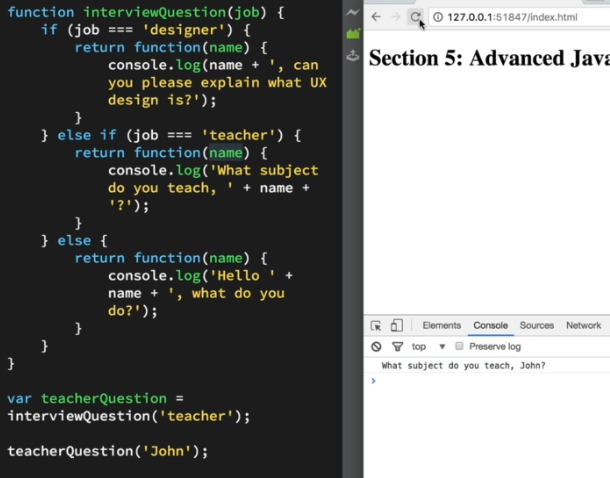 function interviewQuestion(job) {
    if (job === 'designer') {
        return function(name) {
            console.log(name + ', can
            you please explain what UX
            design is?');
        }
    } else if (job === 'teacher') {
        return function(name) {
            console.log('What subject
            do you teach, ' + name +
            '?');
        }
    } else {
        return function(name) {
            console.log('Hello ' +
            name + ', what do you
            do?');
        }
    }
}
var teacherQuestion =
interviewQuestion('teacher');
teacherQuestion('John');
127.0.0.1:51847/index.html
Section 5: Advanced Java
Elements Console Sources Network
top Preserve log
What subject do you teach, John?